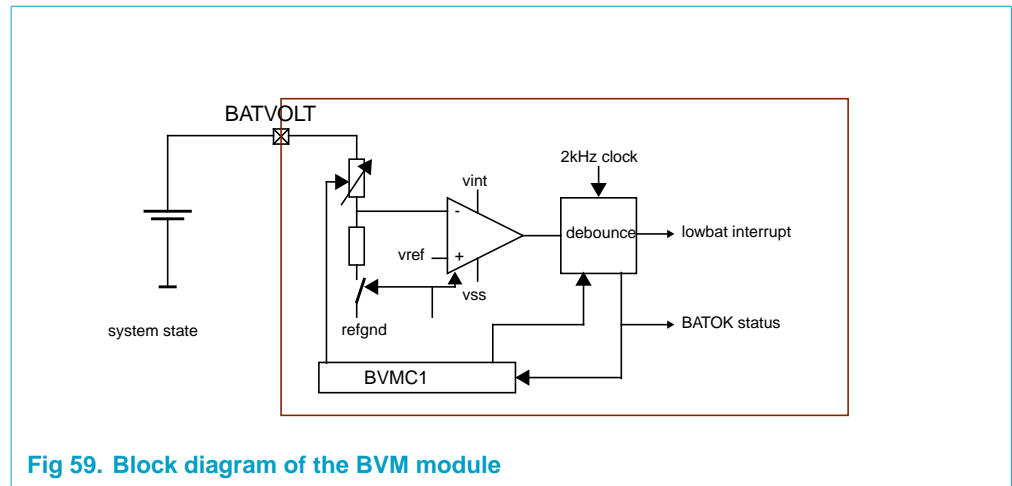 BATVOLT
2kHz clock
vint
-
debounce
lowbat interrupt
vref
+
vss
refgnd
system state
BATOK status
BVMC1
Fig 59. Block diagram of the BVM module